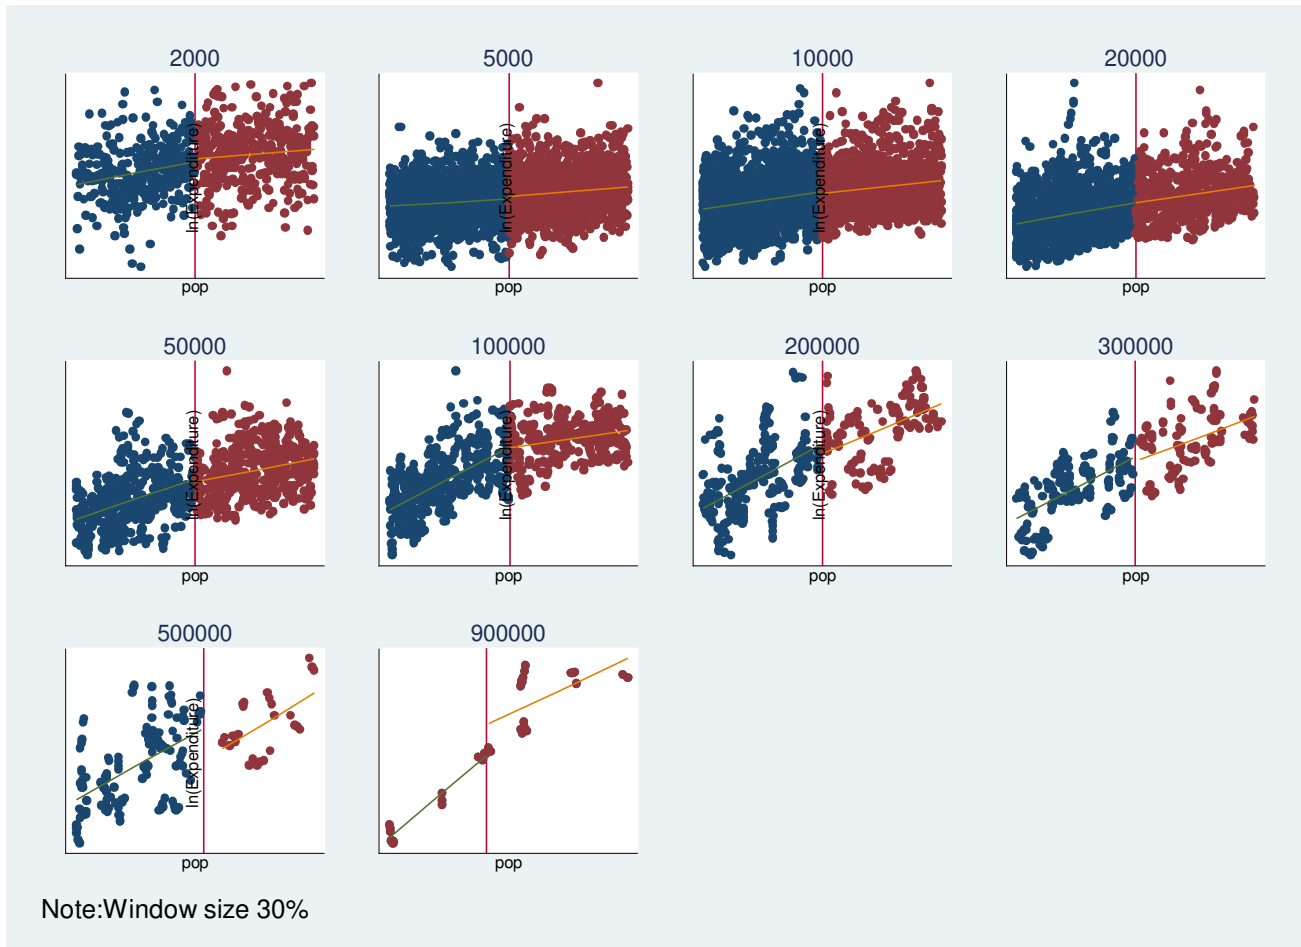 2000 5000 10000 20000
ln(Expenditure) ln(Expenditure) ln(Expenditure)
pop pop pop pop
50000 100000 200000 300000
ln(Expenditure) ln(Expenditure) ln(Expenditure)
pop pop pop pop
500000 900000
ln(Expenditure)
pop pop
Note:Window size 30%